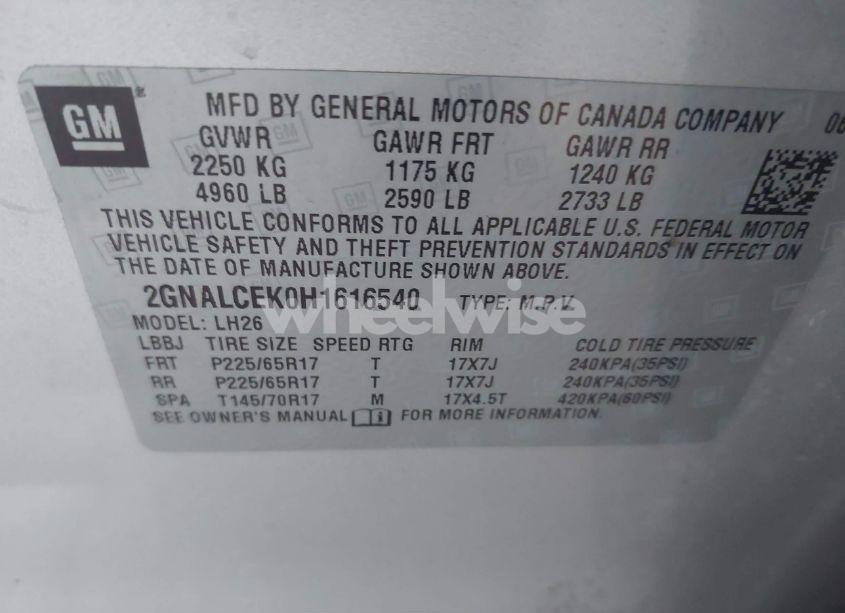 GM
MFD BY GENERAL MOTORS OF CANADA COMPANY
GVWR GAWR FRT GAWR RR
2250 KG 1175 KG 1240 KG
4960 LB 2590 LB 2733 LB
THIS VEHICLE CONFORMS TO ALL APPLICABLE U.S. FEDERAL MOTOR
VEHICLE SAFETY AND THEFT PREVENTION STANDARDS IN EFFECT ON
THE DATE OF MANUFACTURE SHOWN ABOVE.
2GNALCEK0H1616540 TYPE: M.P.V.
wheelwise
MODEL: LH26
LBBJ TIRE SIZE SPEED RTG RIM COLD TIRE PRESSURE
FRT P225/65R17 T 17X7J 240KPA(35PSI)
RR P225/65R17 T 17X7J 240KPA(35PSI)
SPA T145/70R17 M 17X4.5T 420KPA(60PSI)
SEE OWNER'S MANUAL FOR MORE INFORMATION.